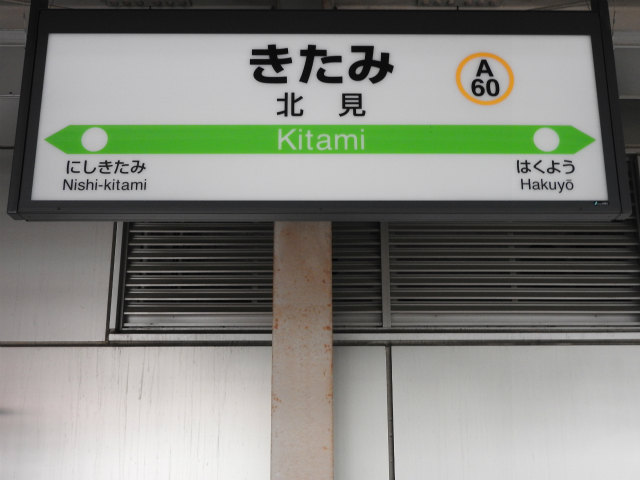 きたみ
A
60
北見
Kitami
にしきたみ
はくよう
Nishi-kitami
Hakuyō